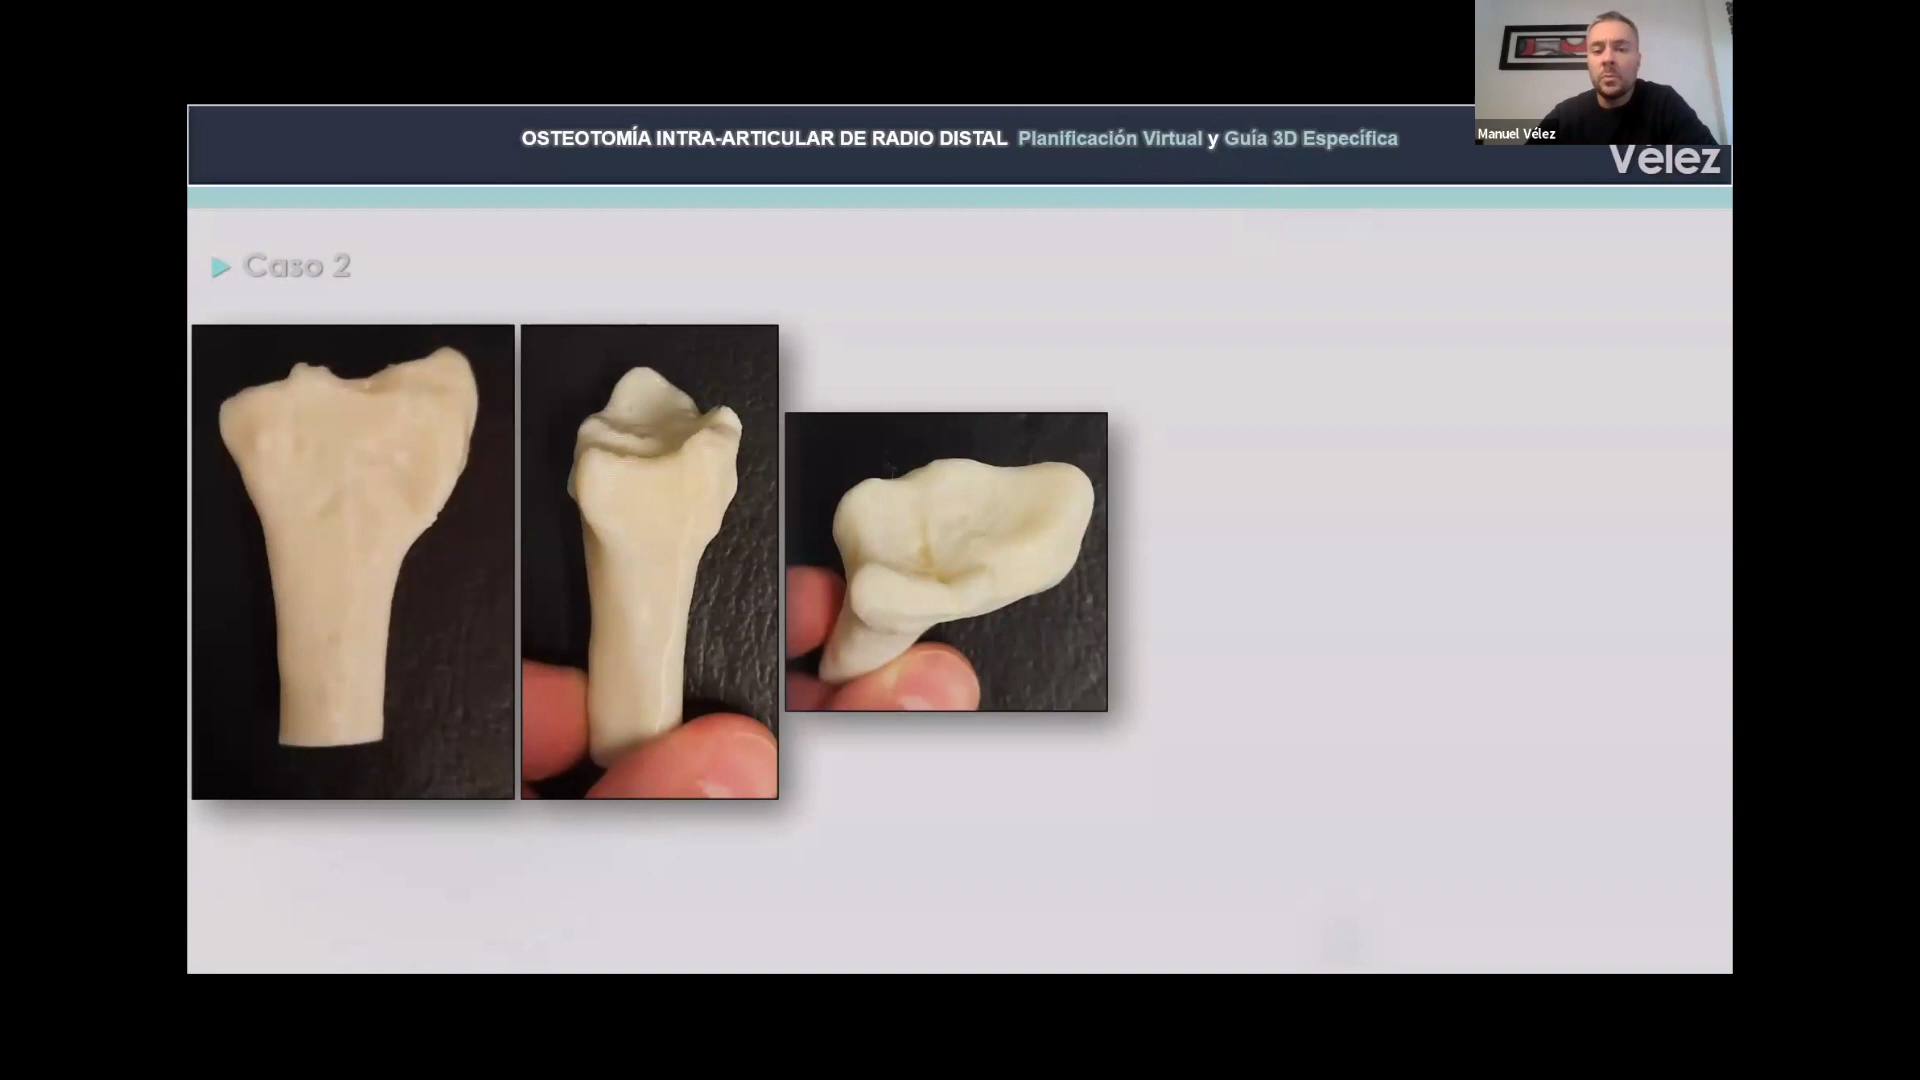 OSTEOTOMÍA INTRA-ARTICULAR DE RADIO DISTAL Planificación Virtual y Guía 3D Específica
Manuel Vélez
Vélez
Caso 2